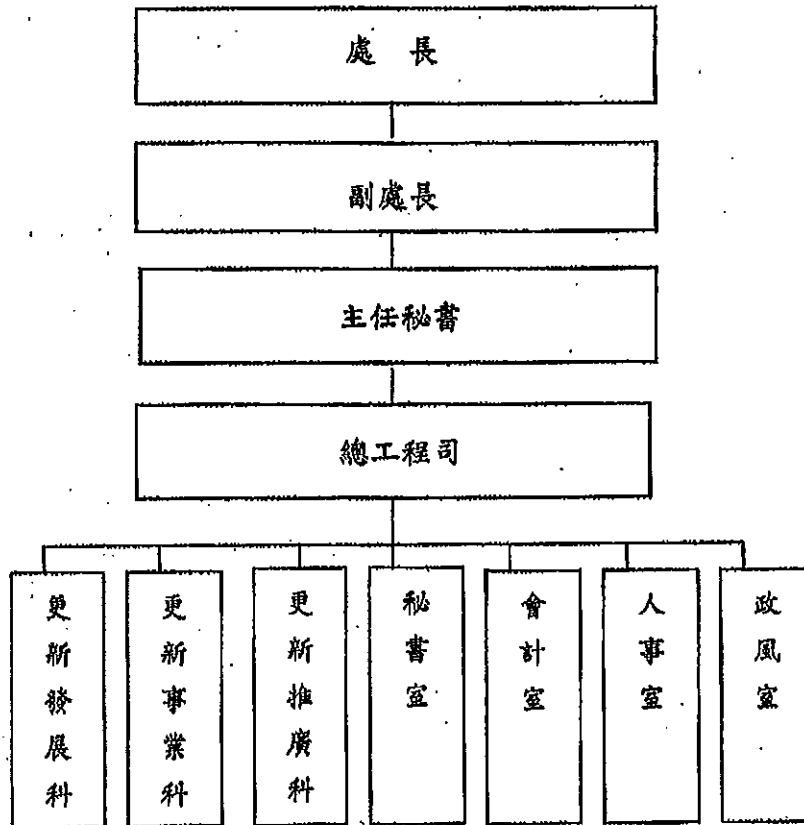 處 長
副處長
主任秘書
總工程司
更新發展科
更新事業科
更新推廣科
秘書室
會計室
人事室
政風室